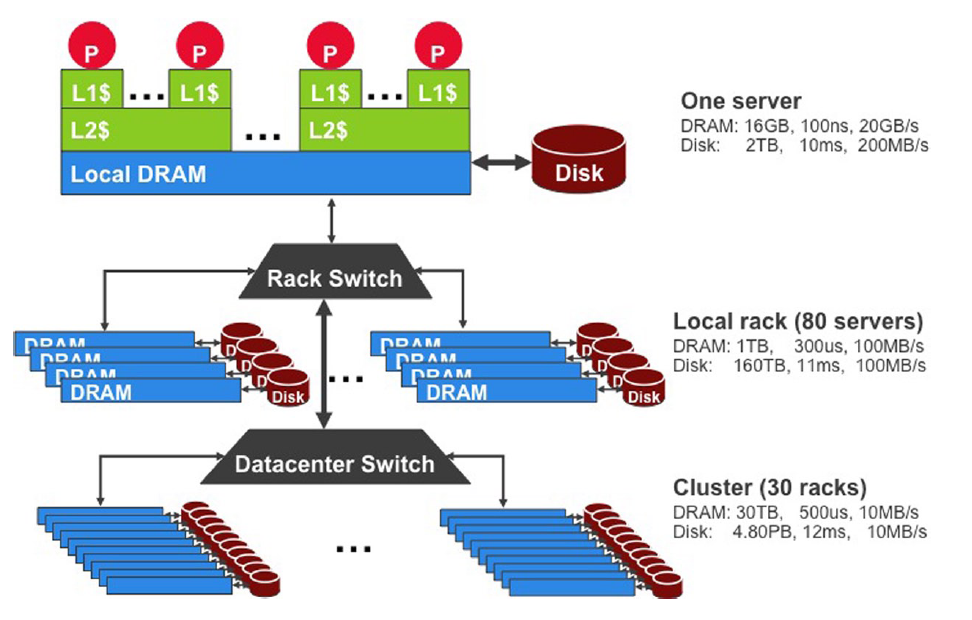 P P P P
L1$ ... L1$ L1$ ... L1$
L2$ ... L2$
Local DRAM
Disk
One server
DRAM: 16GB, 100ns, 20GB/s
Disk: 2TB, 10ms, 200MB/s
Rack Switch
DRAM DRAM
DRAM DRAM
DRAM DRAM
DRAM Disk ... DRAM Disk
Local rack (80 servers)
DRAM: 1TB, 300us, 100MB/s
Disk: 160TB, 11ms, 100MB/s
Datacenter Switch
...
Cluster (30 racks)
DRAM: 30TB, 500us, 10MB/s
Disk: 4.80PB, 12ms, 10MB/s